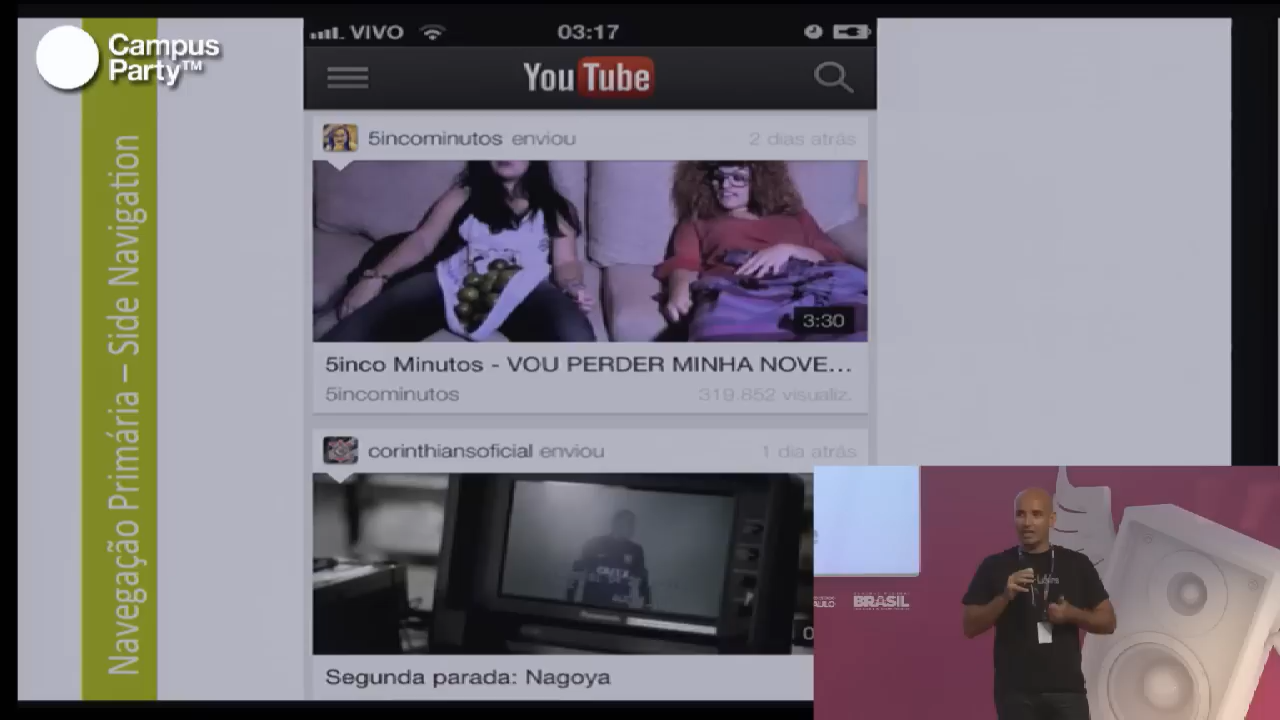 Campus
Party™
Navegação Primária – Side Navigation
VIVO
03:17
YouTube
5incominutos enviou
2 dias atrás
3:30
5inco Minutos - VOU PERDER MINHA NOVE...
5incominutos
319.852 visualiz.
corinthiansoficial enviou
1 dia atrás
CAIXA
Segunda parada: Nagoya
BRASIL